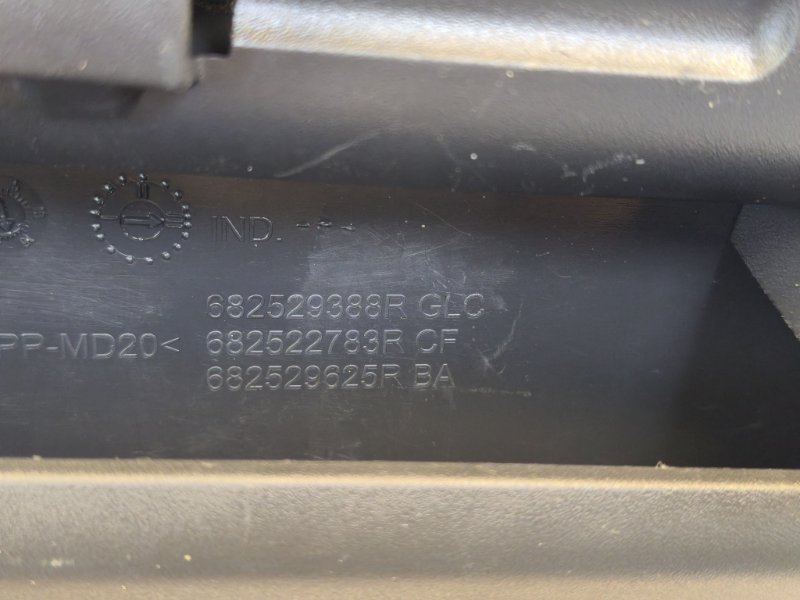 IND.
682529388R GLC
PP-MD20< 682522783R CF
682529625R BA